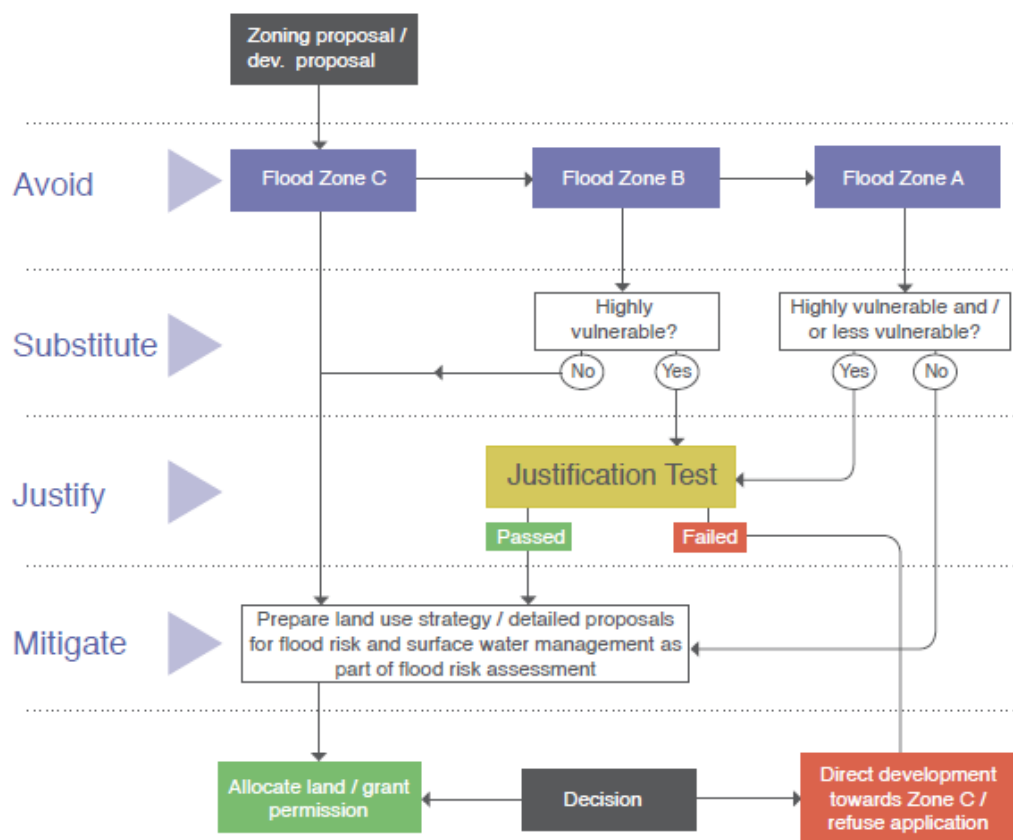 Zoning proposal /
dev. proposal
Avoid
Flood Zone C
Flood Zone B
Flood Zone A
Substitute
Highly
vulnerable?
No
Yes
Highly vulnerable and /
or less vulnerable?
Yes
No
Justify
Justification Test
Passed
Failed
Mitigate
Prepare land use strategy / detailed proposals
for flood risk and surface water management as
part of flood risk assessment
Allocate land / grant
permission
Decision
Direct development
towards Zone C /
refuse application